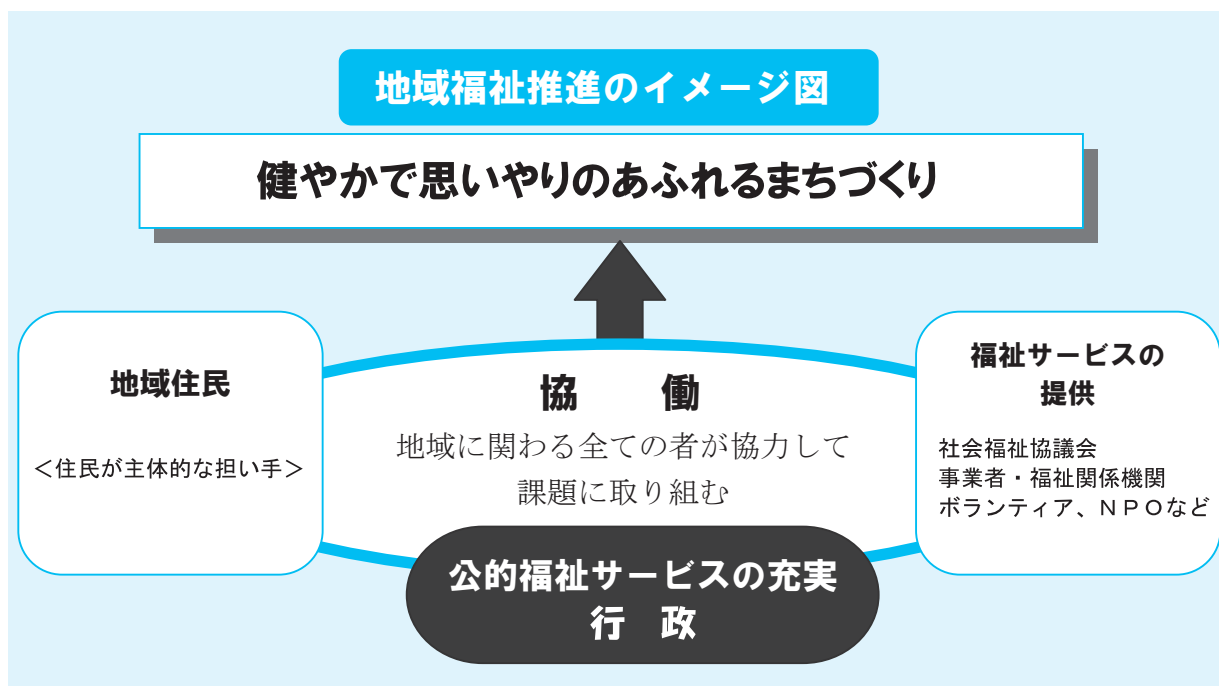 地域福祉推進のイメージ図
健やかで思いやりのあふれるまちづくり
地域住民
＜住民が主体的な担い手＞
協　働
地域に関わる全ての者が協力して
課題に取り組む
福祉サービスの
提供
社会福祉協議会
事業者・福祉関係機関
ボランティア、ＮＰＯなど
公的福祉サービスの充実
行　政